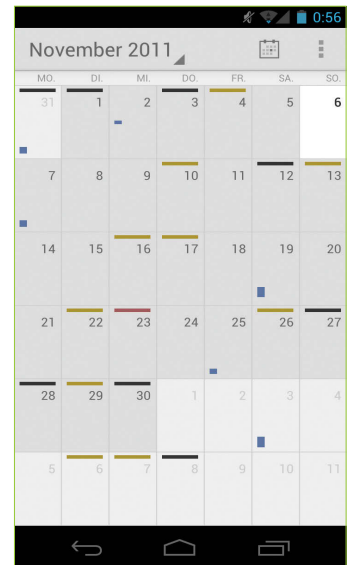 0:56
November 2011
MO. DI. MI. DO. FR. SA. SO.
31 1 2 3 4 5 6
7 8 9 10 11 12 13
14 15 16 17 18 19 20
21 22 23 24 25 26 27
28 29 30 1 2 3 4
5 6 7 8 9 10 11